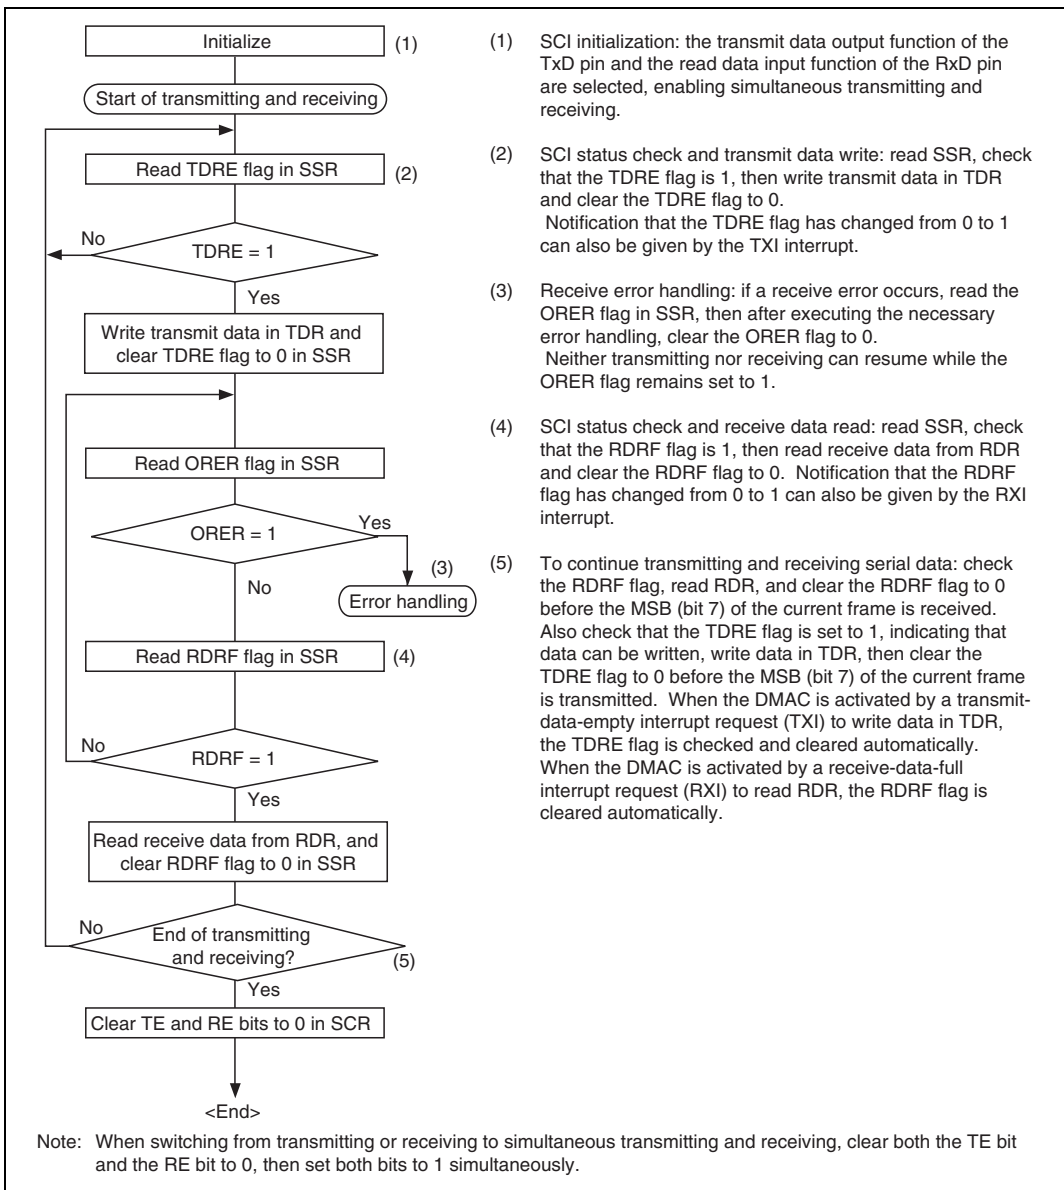 Initialize
(1)
Start of transmitting and receiving
Read TDRE flag in SSR
(2)
No
TDRE = 1
Yes
Write transmit data in TDR and
clear TDRE flag to 0 in SSR
Read ORER flag in SSR
Yes
ORER = 1
(3)
No
Error handling
Read RDRF flag in SSR
(4)
No
RDRF = 1
Yes
Read receive data from RDR, and
clear RDRF flag to 0 in SSR
No
End of transmitting
and receiving?
(5)
Yes
Clear TE and RE bits to 0 in SCR
<End>
(1) SCI initialization: the transmit data output function of the
TxD pin and the read data input function of the RxD pin
are selected, enabling simultaneous transmitting and
receiving.
(2) SCI status check and transmit data write: read SSR, check
that the TDRE flag is 1, then write transmit data in TDR
and clear the TDRE flag to 0.
Notification that the TDRE flag has changed from 0 to 1
can also be given by the TXI interrupt.
(3) Receive error handling: if a receive error occurs, read the
ORER flag in SSR, then after executing the necessary
error handling, clear the ORER flag to 0.
Neither transmitting nor receiving can resume while the
ORER flag remains set to 1.
(4) SCI status check and receive data read: read SSR, check
that the RDRF flag is 1, then read receive data from RDR
and clear the RDRF flag to 0. Notification that the RDRF
flag has changed from 0 to 1 can also be given by the RXI
interrupt.
(5) To continue transmitting and receiving serial data: check
the RDRF flag, read RDR, and clear the RDRF flag to 0
before the MSB (bit 7) of the current frame is received.
Also check that the TDRE flag is set to 1, indicating that
data can be written, write data in TDR, then clear the
TDRE flag to 0 before the MSB (bit 7) of the current frame
is transmitted. When the DMAC is activated by a transmit-
data-empty interrupt request (TXI) to write data in TDR,
the TDRE flag is checked and cleared automatically.
When the DMAC is activated by a receive-data-full
interrupt request (RXI) to read RDR, the RDRF flag is
cleared automatically.
Note: When switching from transmitting or receiving to simultaneous transmitting and receiving, clear both the TE bit
and the RE bit to 0, then set both bits to 1 simultaneously.